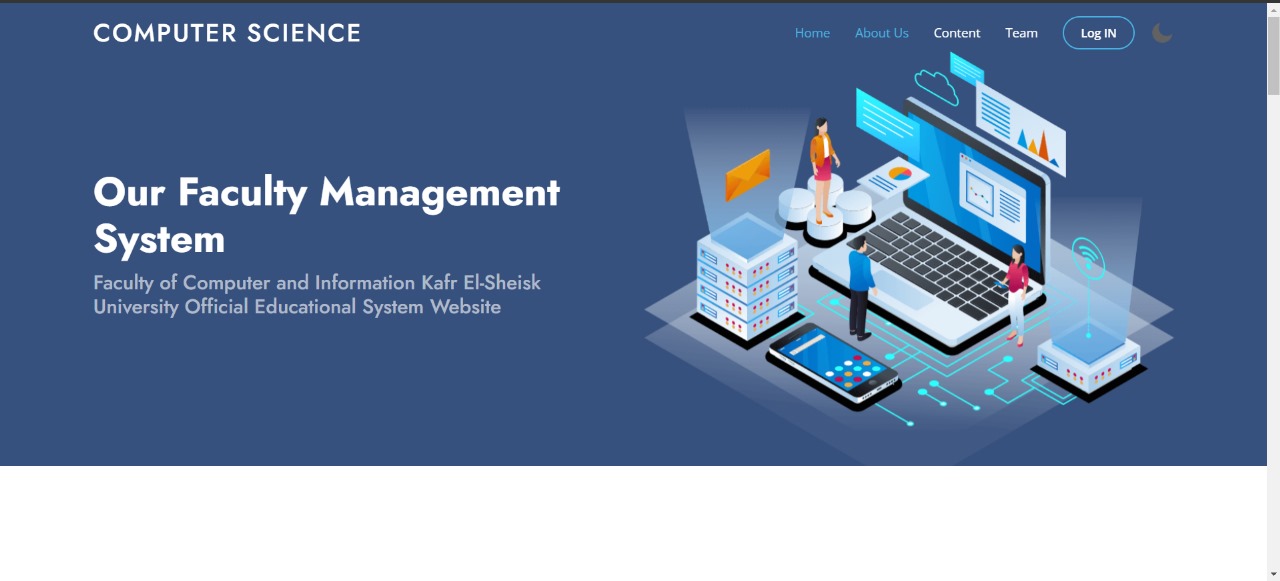 COMPUTER SCIENCE
Home About Us Content Team Log IN
Our Faculty Management
System
Faculty of Computer and Information Kafr El-Sheisk
University Official Educational System Website